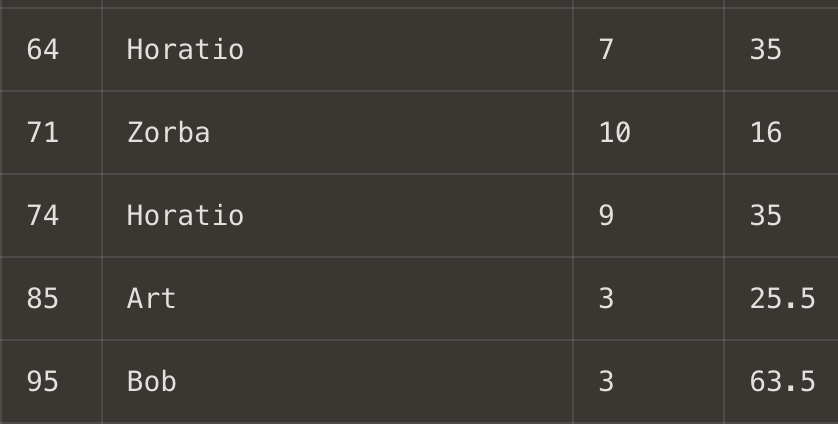 64 Horatio 7 35
71 Zorba 10 16
74 Horatio 9 35
85 Art 3 25.5
95 Bob 3 63.5